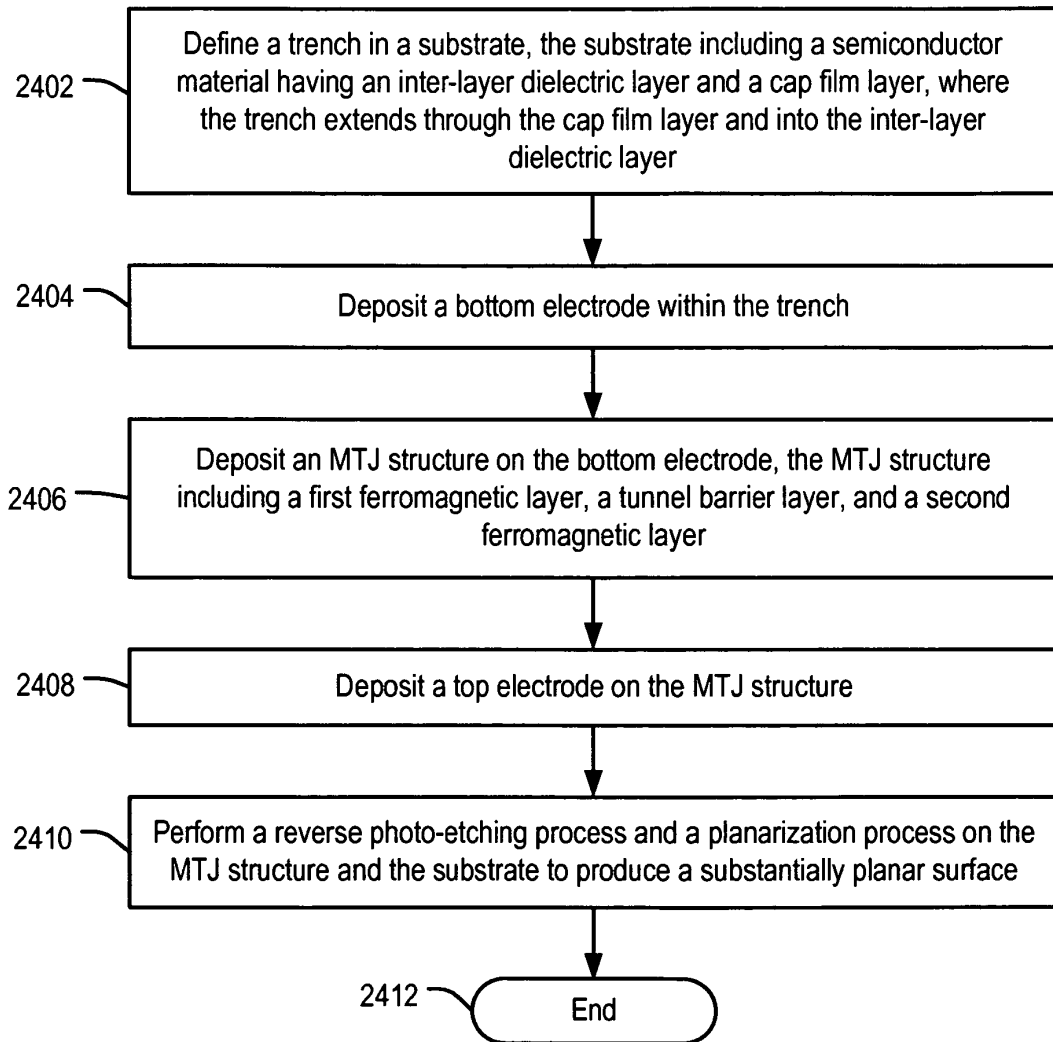 2402
Define a trench in a substrate, the substrate including a semiconductor
material having an inter-layer dielectric layer and a cap film layer, where
the trench extends through the cap film layer and into the inter-layer
dielectric layer
2404
Deposit a bottom electrode within the trench
2406
Deposit an MTJ structure on the bottom electrode, the MTJ structure
including a first ferromagnetic layer, a tunnel barrier layer, and a second
ferromagnetic layer
2408
Deposit a top electrode on the MTJ structure
2410
Perform a reverse photo-etching process and a planarization process on the
MTJ structure and the substrate to produce a substantially planar surface
2412
End